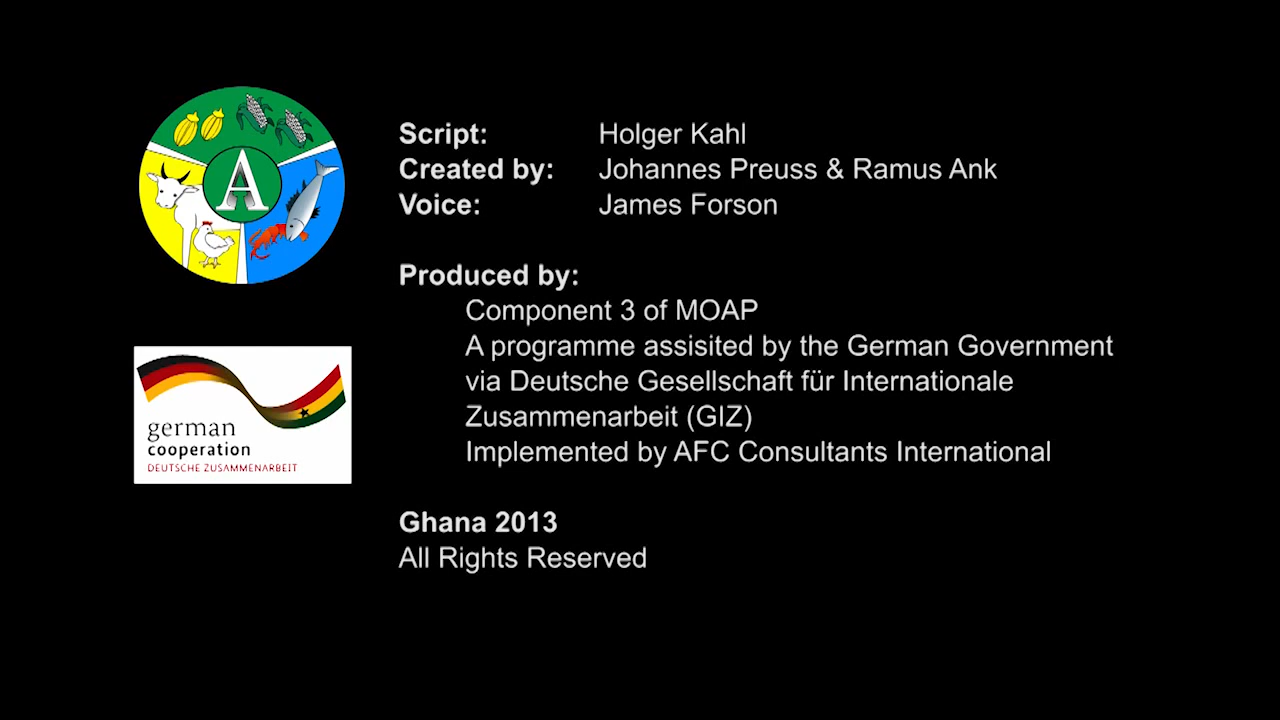 A
Script: Holger Kahl
Created by: Johannes Preuss & Ramus Ank
Voice: James Forson
Produced by:
Component 3 of MOAP
A programme assisited by the German Government
via Deutsche Gesellschaft für Internationale
Zusammenarbeit (GIZ)
Implemented by AFC Consultants International
german
cooperation
DEUTSCHE ZUSAMMENARBEIT
Ghana 2013
All Rights Reserved